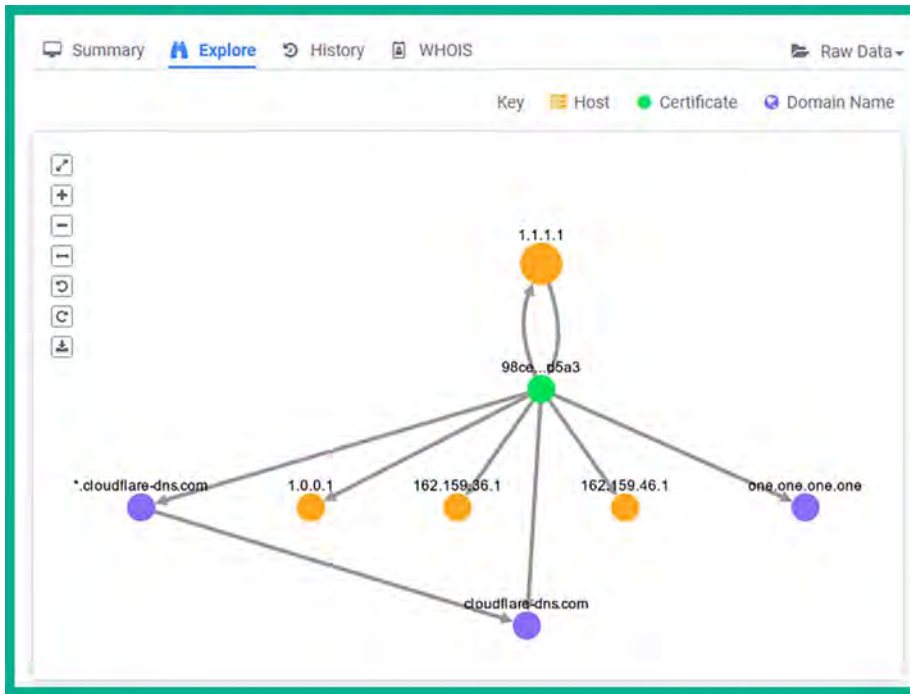 Summary Explore History WHOIS Raw Data
Key Host Certificate Domain Name
1.1.1.1
98ce...d5a3
*.cloudflare-dns.com 1.0.0.1 162.159.36.1 162.159.46.1 one.one.one.one
cloudflare-dns.com